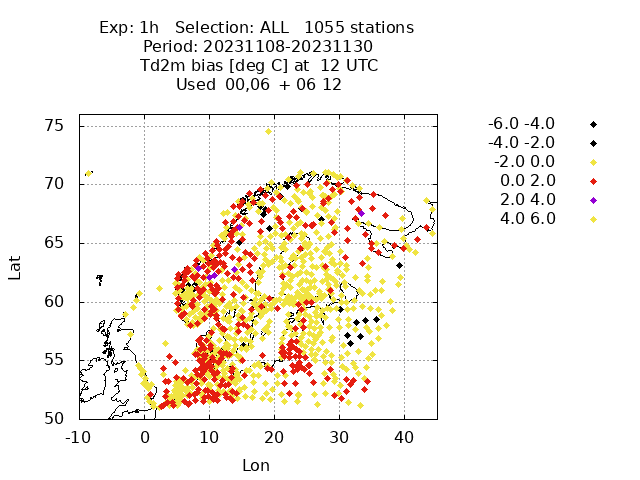 Exp: 1h   Selection: ALL   1055 stations
Period: 20231108-20231130
Td2m bias [deg C] at  12 UTC
Used  00,06  + 06 12
-6.0 -4.0
-4.0 -2.0
-2.0 0.0
0.0 2.0
2.0 4.0
4.0 6.0
75
70
65
60
55
50
Lat
-10 0 10 20 30 40
Lon